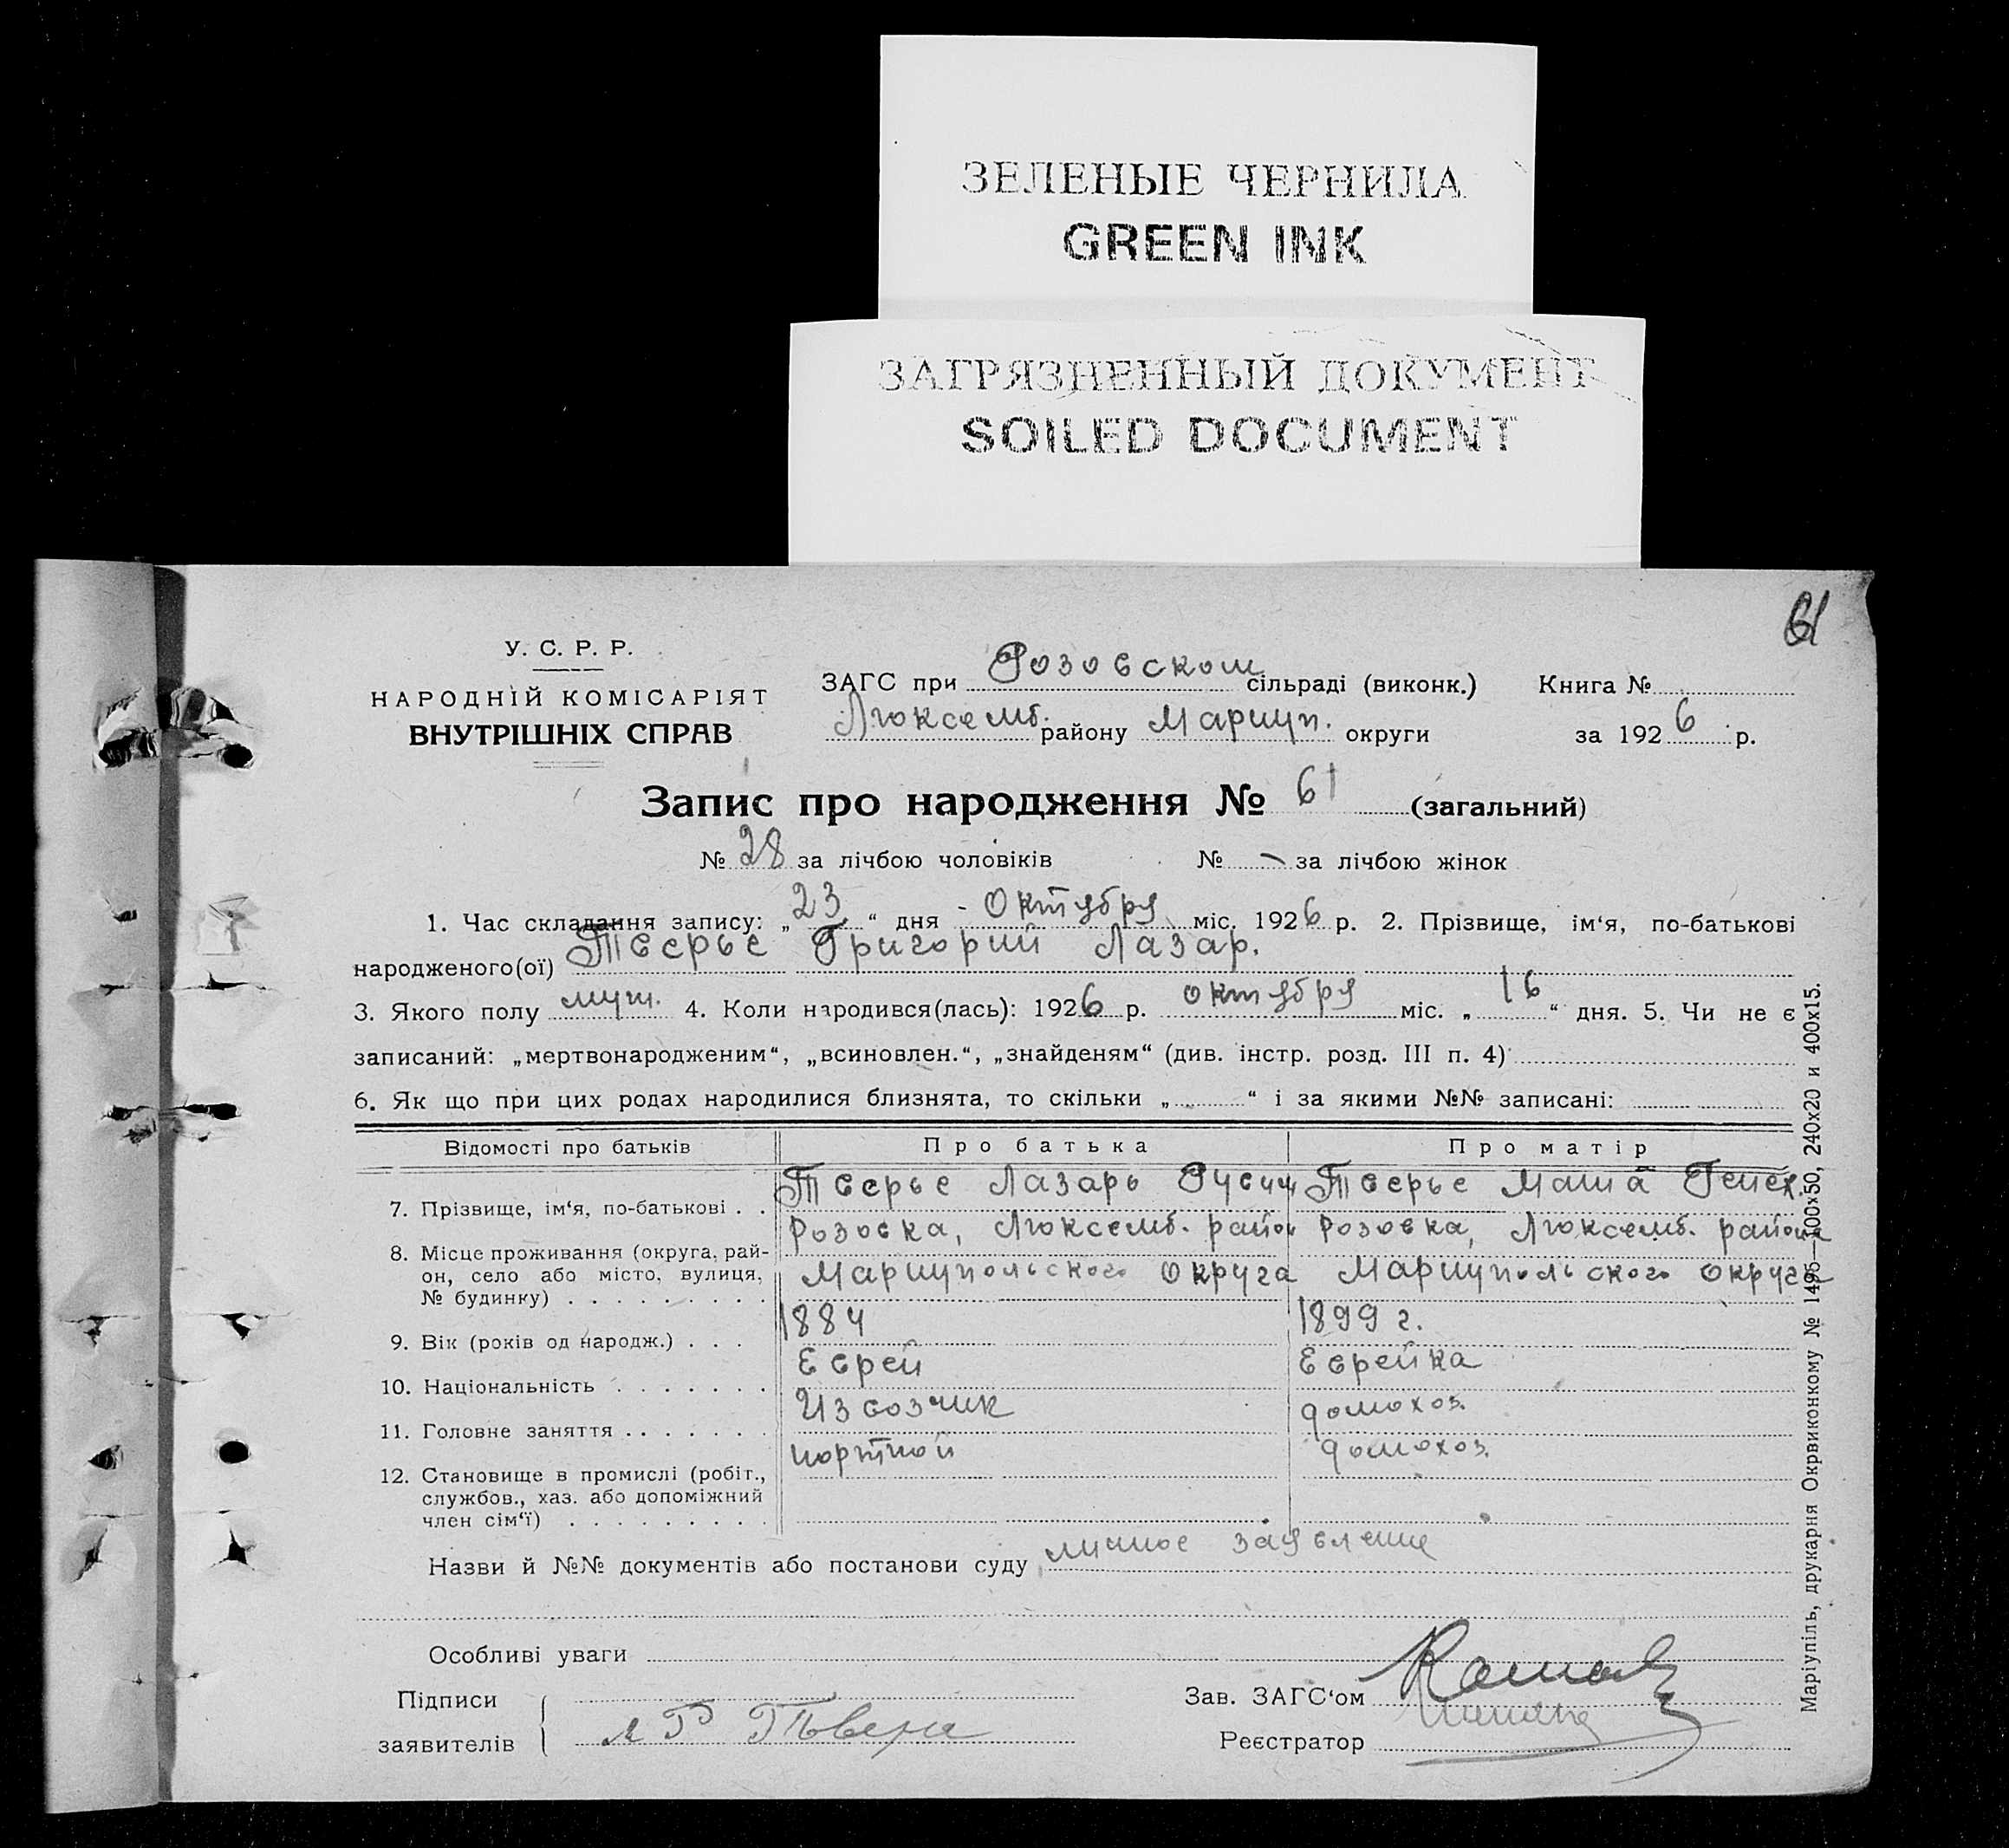 ЗЕЛЕНЫЕ ЧЕРНИЛА
GREEN INK
ЗАГРЯЗНЕННЫЙ ДОКУМЕНТ
SOILED DOCUMENT
61
У. С. Р. Р.
НАРОДНІЙ КОМІСАРІЯТ
ВНУТРІШНІХ СПРАВ
ЗАГС при Розовском сільраді (виконк.) Книга №
Люксемб. району Мариуп. округи за 1926 р.
Запис про народження № 61 (загальний)
№ 28 за лічбою чоловіків № — за лічбою жінок
1. Час складання запису: „23“ дня - Октября міс. 1926 р. 2. Прізвище, ім‘я, по-батькові
народженого(ої) Тверье Григорий Лазар.
3. Якого полу муж. 4. Коли народився(лась): 1926 р. октября міс. „16“ дня. 5. Чи не є
записаний: „мертвонародженим“, „всиновлен.“, „знайденям“ (див. інстр. розд. III п. 4)
6. Як що при цих родах народилися близнята, то скільки „ “ і за якими №№ записані:
Відомості про батьків Про батька Про матір
7. Прізвище, ім‘я, по-батькові . . Тверье Лазарь Тверье Маша
8. Місце проживання (округа, рай-
он, село або місто, вулиця,
№ будинку) . . . . . . . . .
Розовка, Люксемб. район Розовка, Люксемб. района
Мариупольского округа Мариупольского округа
9. Вік (років од народж.) . . . 1884 1899 г.
10. Національність . . . . . . . Еврей Еврейка
11. Головне заняття . . . . . . . Извозчик домохоз.
12. Становище в промислі (робіт.,
службов., хаз. або допоміжний
член сім‘ї) . . . . . . . . .
портной домохоз.
Назви й №№ документів або постанови суду личное заявление
Особливі уваги
Підписи
заявителів
Зав. ЗАГС‘ом
Реєстратор
Маріупіль, друкарня Окрвиконкому № 1495—100х50, 240х20 и 400х15.